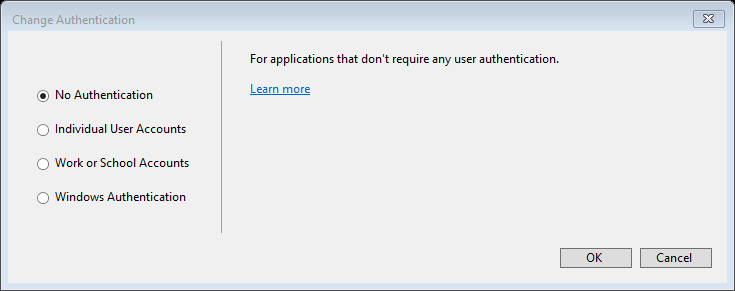 Change Authentication
For applications that don't require any user authentication.
Learn more
No Authentication
Individual User Accounts
Work or School Accounts
Windows Authentication
OK
Cancel